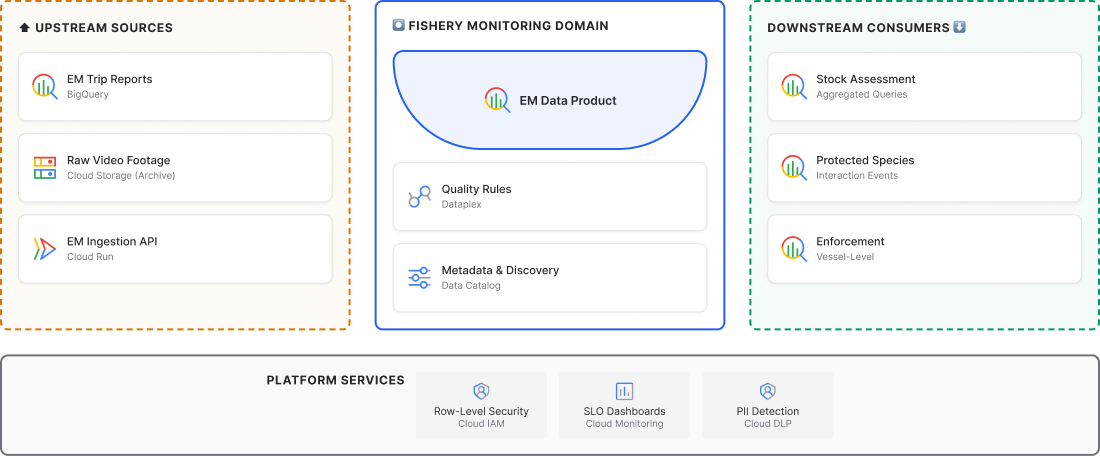 UPSTREAM SOURCES
EM Trip Reports
BigQuery
Raw Video Footage
Cloud Storage (Archive)
EM Ingestion API
Cloud Run
FISHERY MONITORING DOMAIN
EM Data Product
Quality Rules
Dataplex
Metadata & Discovery
Data Catalog
DOWNSTREAM CONSUMERS
Stock Assessment
Aggregated Queries
Protected Species
Interaction Events
Enforcement
Vessel-Level
PLATFORM SERVICES
Row-Level Security
Cloud IAM
SLO Dashboards
Cloud Monitoring
PII Detection
Cloud DLP